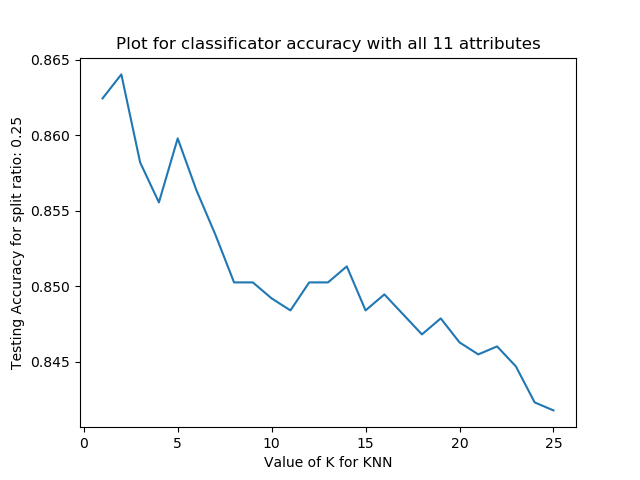 Plot for classificator accuracy with all 11 attributes
0.865
0.860
0.855
0.850
0.845
Testing Accuracy for split ratio: 0.25
0 5 10 15 20 25
Value of K for KNN